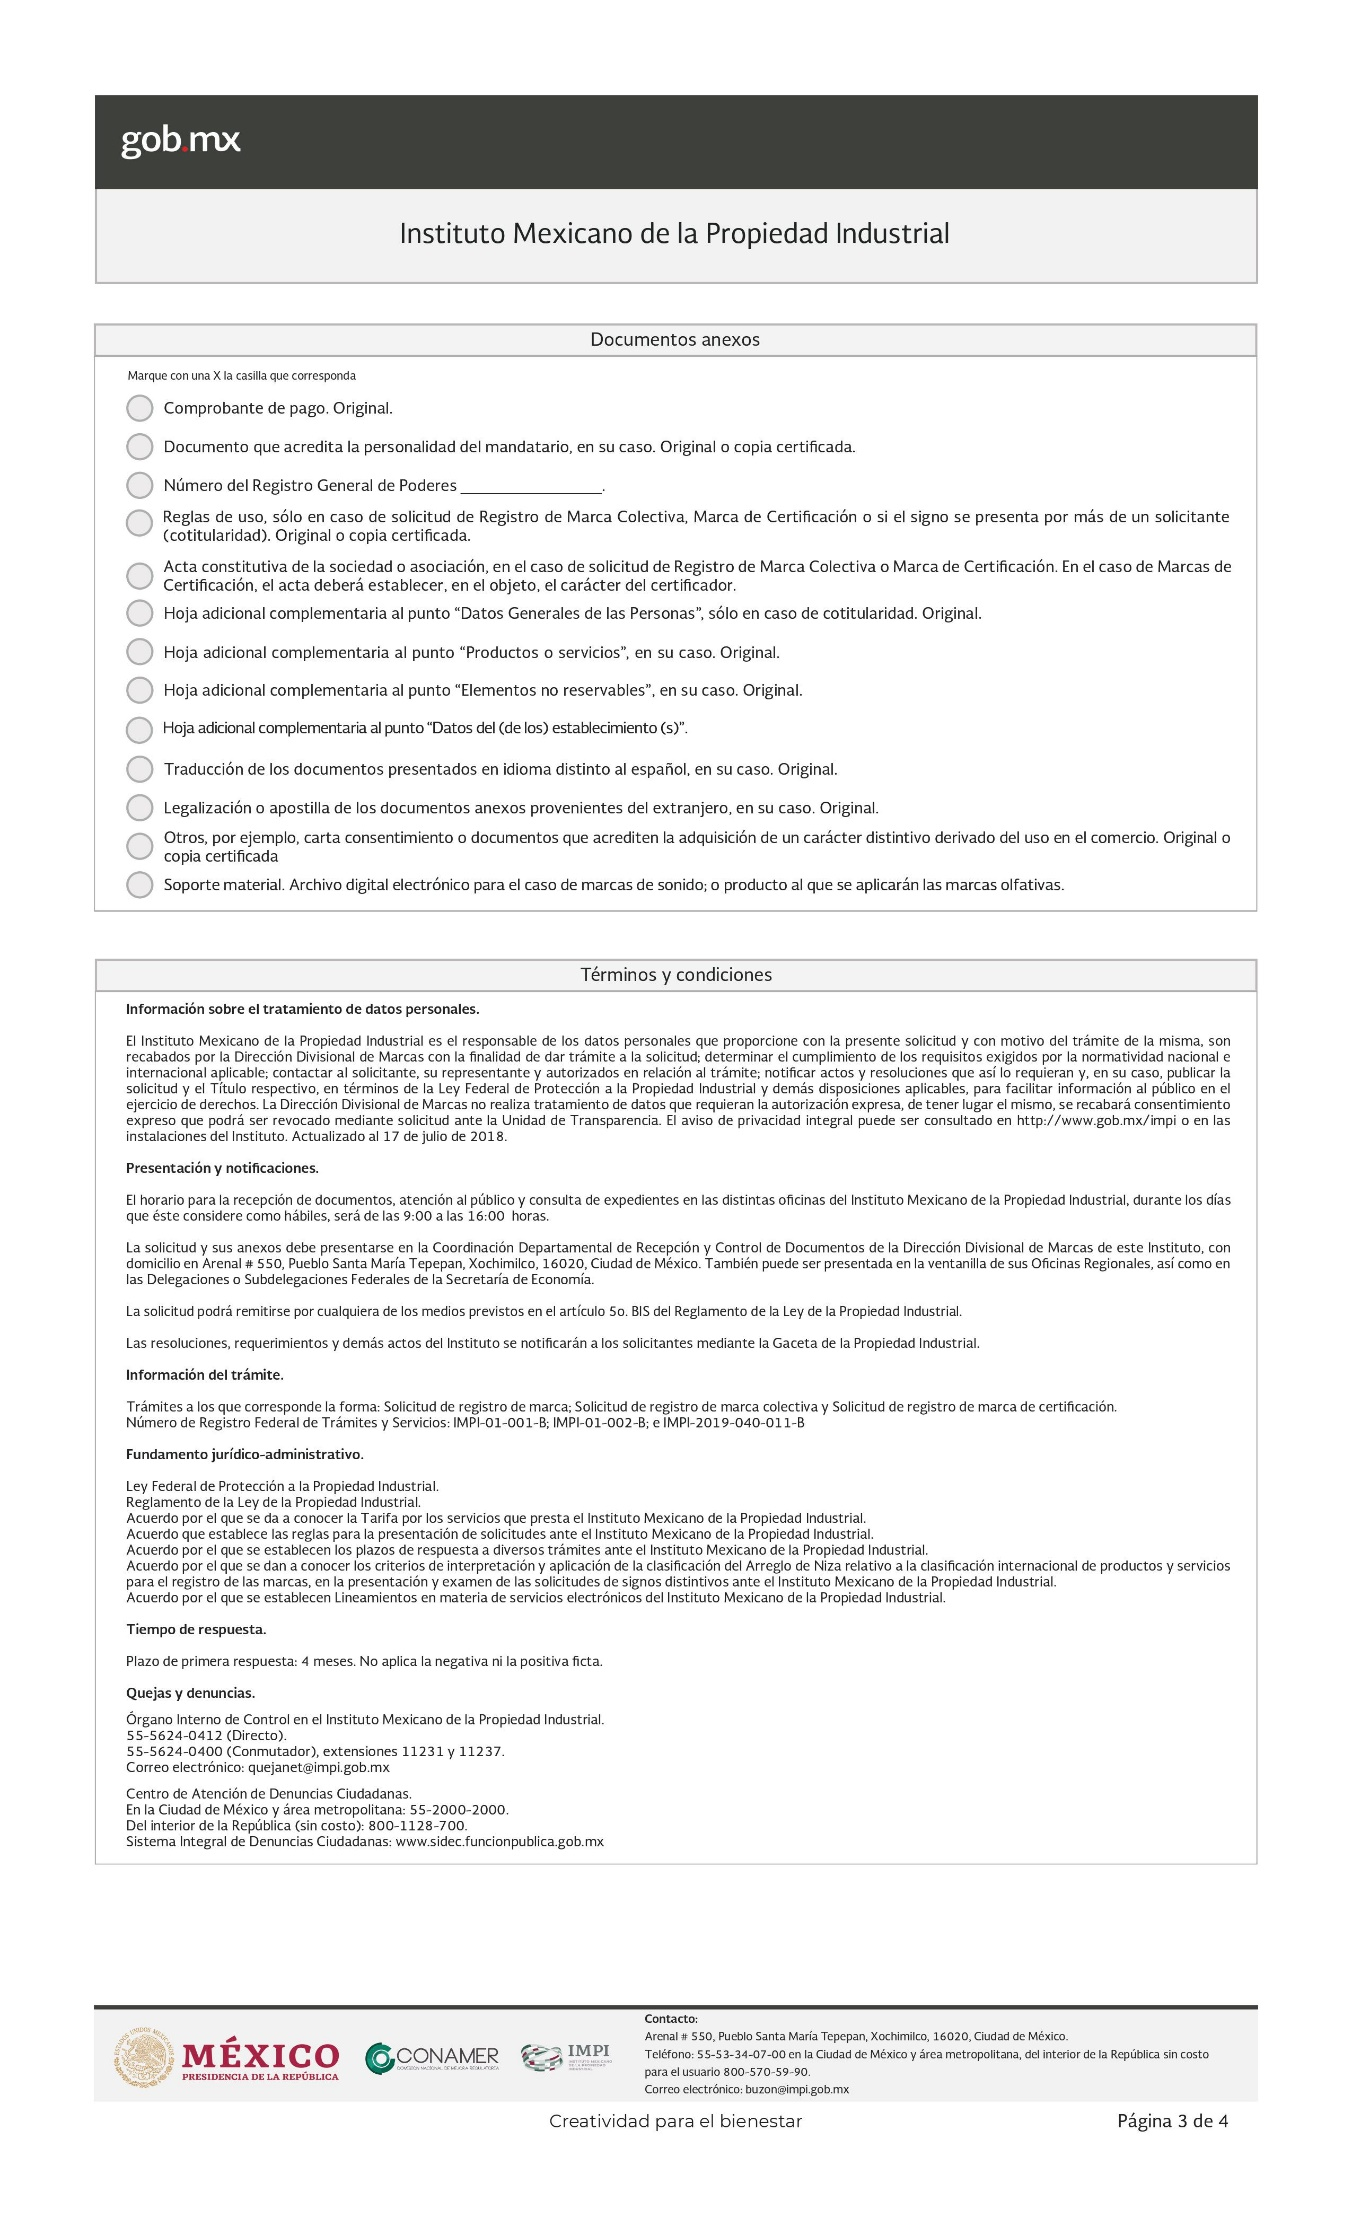 gob.mx
Instituto Mexicano de la Propiedad Industrial
Documentos anexos
Marque con una X la casilla que corresponda
Comprobante de pago. Original.
Documento que acredita la personalidad del mandatario, en su caso. Original o copia certificada.
Número del Registro General de Poderes ________________.
Reglas de uso, sólo en caso de solicitud de Registro de Marca Colectiva, Marca de Certificación o si el signo se presenta por más de un solicitante
(cotitularidad). Original o copia certificada.
Acta constitutiva de la sociedad o asociación, en el caso de solicitud de Registro de Marca Colectiva o Marca de Certificación. En el caso de Marcas de
Certificación, el acta deberá establecer, en el objeto, el carácter del certificador.
Hoja adicional complementaria al punto “Datos Generales de las Personas”, sólo en caso de cotitularidad. Original.
Hoja adicional complementaria al punto “Productos o servicios”, en su caso. Original.
Hoja adicional complementaria al punto “Elementos no reservables”, en su caso. Original.
Hoja adicional complementaria al punto “Datos del (de los) establecimiento (s)”.
Traducción de los documentos presentados en idioma distinto al español, en su caso. Original.
Legalización o apostilla de los documentos anexos provenientes del extranjero, en su caso. Original.
Otros, por ejemplo, carta consentimiento o documentos que acrediten la adquisición de un carácter distintivo derivado del uso en el comercio. Original o
copia certificada
Soporte material. Archivo digital electrónico para el caso de marcas de sonido; o producto al que se aplicarán las marcas olfativas.
Términos y condiciones
Información sobre el tratamiento de datos personales.
El Instituto Mexicano de la Propiedad Industrial es el responsable de los datos personales que proporcione con la presente solicitud y con motivo del trámite de la misma, son
recabados por la Dirección Divisional de Marcas con la finalidad de dar trámite a la solicitud; determinar el cumplimiento de los requisitos exigidos por la normatividad nacional e
internacional aplicable; contactar al solicitante, su representante y autorizados en relación al trámite; notificar actos y resoluciones que así lo requieran y, en su caso, publicar la
solicitud y el Título respectivo, en términos de la Ley Federal de Protección a la Propiedad Industrial y demás disposiciones aplicables, para facilitar información al público en el
ejercicio de derechos. La Dirección Divisional de Marcas no realiza tratamiento de datos que requieran la autorización expresa, de tener lugar el mismo, se recabará consentimiento
expreso que podrá ser revocado mediante solicitud ante la Unidad de Transparencia. El aviso de privacidad integral puede ser consultado en http://www.gob.mx/impi o en las
instalaciones del Instituto. Actualizado al 17 de julio de 2018.
Presentación y notificaciones.
El horario para la recepción de documentos, atención al público y consulta de expedientes en las distintas oficinas del Instituto Mexicano de la Propiedad Industrial, durante los días
que éste considere como hábiles, será de las 9:00 a las 16:00 horas.
La solicitud y sus anexos debe presentarse en la Coordinación Departamental de Recepción y Control de Documentos de la Dirección Divisional de Marcas de este Instituto, con
domicilio en Arenal # 550, Pueblo Santa María Tepepan, Xochimilco, 16020, Ciudad de México. También puede ser presentada en la ventanilla de sus Oficinas Regionales, así como en
las Delegaciones o Subdelegaciones Federales de la Secretaría de Economía.
La solicitud podrá remitirse por cualquiera de los medios previstos en el artículo 5o. BIS del Reglamento de la Ley de la Propiedad Industrial.
Las resoluciones, requerimientos y demás actos del Instituto se notificarán a los solicitantes mediante la Gaceta de la Propiedad Industrial.
Información del trámite.
Trámites a los que corresponde la forma: Solicitud de registro de marca; Solicitud de registro de marca colectiva y Solicitud de registro de marca de certificación.
Número de Registro Federal de Trámites y Servicios: IMPI-01-001-B; IMPI-01-002-B; e IMPI-2019-040-011-B
Fundamento jurídico-administrativo.
Ley Federal de Protección a la Propiedad Industrial.
Reglamento de la Ley de la Propiedad Industrial.
Acuerdo por el que se da a conocer la Tarifa por los servicios que presta el Instituto Mexicano de la Propiedad Industrial.
Acuerdo que establece las reglas para la presentación de solicitudes ante el Instituto Mexicano de la Propiedad Industrial.
Acuerdo por el que se establecen los plazos de respuesta a diversos trámites ante el Instituto Mexicano de la Propiedad Industrial.
Acuerdo por el que se dan a conocer los criterios de interpretación y aplicación de la clasificación del Arreglo de Niza relativo a la clasificación internacional de productos y servicios
para el registro de las marcas, en la presentación y examen de las solicitudes de signos distintivos ante el Instituto Mexicano de la Propiedad Industrial.
Acuerdo por el que se establecen Lineamientos en materia de servicios electrónicos del Instituto Mexicano de la Propiedad Industrial.
Tiempo de respuesta.
Plazo de primera respuesta: 4 meses. No aplica la negativa ni la positiva ficta.
Quejas y denuncias.
Órgano Interno de Control en el Instituto Mexicano de la Propiedad Industrial.
55-5624-0412 (Directo).
55-5624-0400 (Conmutador), extensiones 11231 y 11237.
Correo electrónico: quejanet@impi.gob.mx
Centro de Atención de Denuncias Ciudadanas.
En la Ciudad de México y área metropolitana: 55-2000-2000.
Del interior de la República (sin costo): 800-1128-700.
Sistema Integral de Denuncias Ciudadanas: www.sidec.funcionpublica.gob.mx
ESTADOS UNIDOS MEXICANOS
MÉXICO
PRESIDENCIA DE LA REPÚBLICA
CONAMER
COMISIÓN NACIONAL DE MEJORA REGULATORIA
IMPI
INSTITUTO MEXICANO
DE LA PROPIEDAD
INDUSTRIAL
Contacto:
Arenal # 550, Pueblo Santa María Tepepan, Xochimilco, 16020, Ciudad de México.
Teléfono: 55-53-34-07-00 en la Ciudad de México y área metropolitana, del interior de la República sin costo
para el usuario 800-570-59-90.
Correo electrónico: buzon@impi.gob.mx
Creatividad para el bienestar
Página 3 de 4